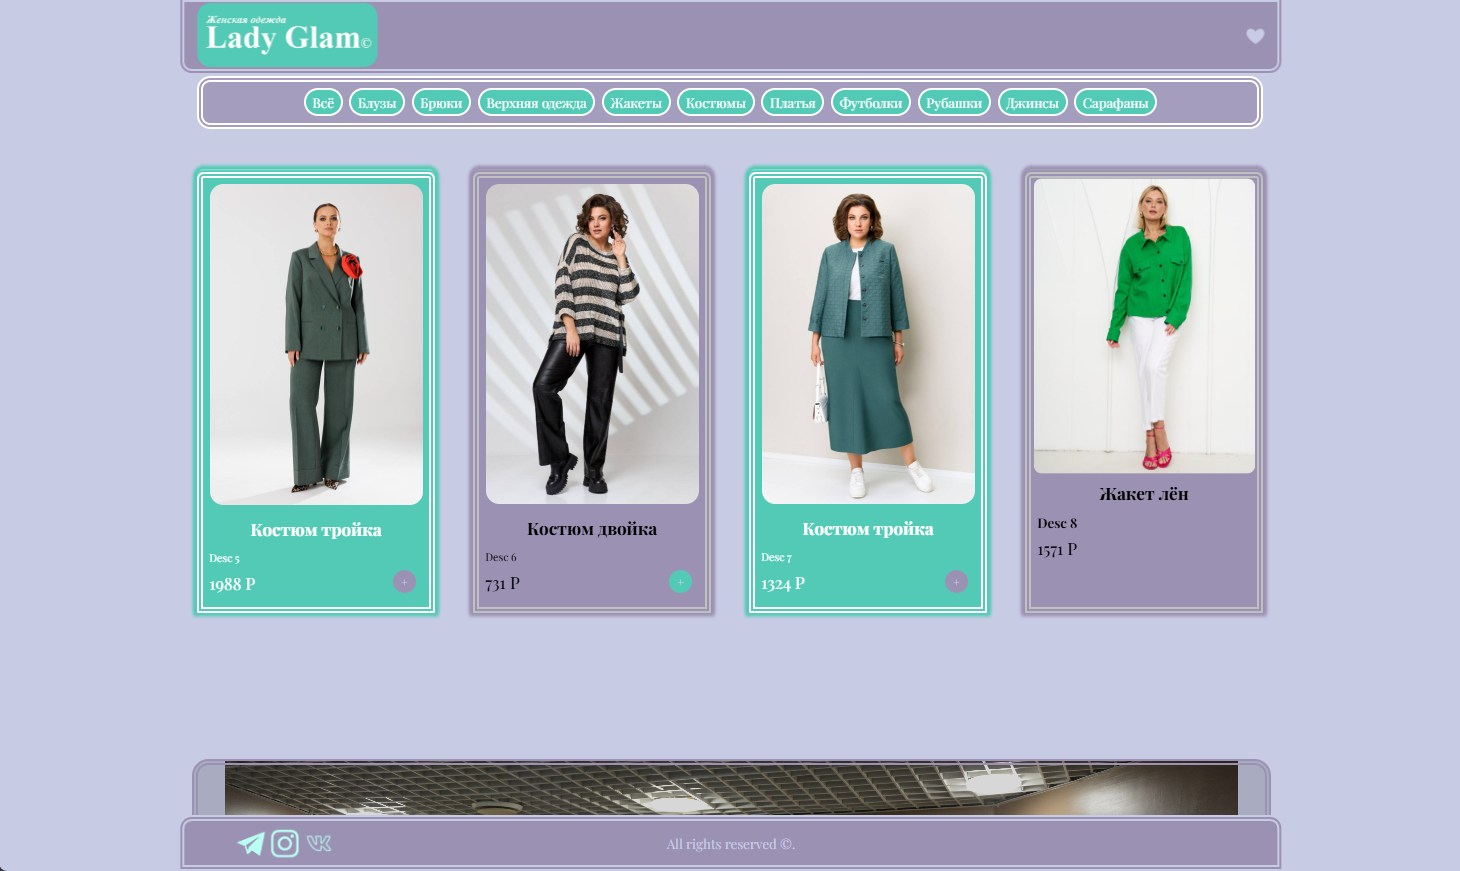 Женская одежда
Lady Glam©
Всё Блузы Брюки Верхняя одежда Жакеты Костюмы Платья Футболки Рубашки Джинсы Сарафаны
Костюм тройка
Desc 5
1988 Р
+
Костюм двойка
Desc 6
731 Р
+
Костюм тройка
Desc 7
1324 Р
+
Жакет лён
Desc 8
1571 Р
All rights reserved ©.